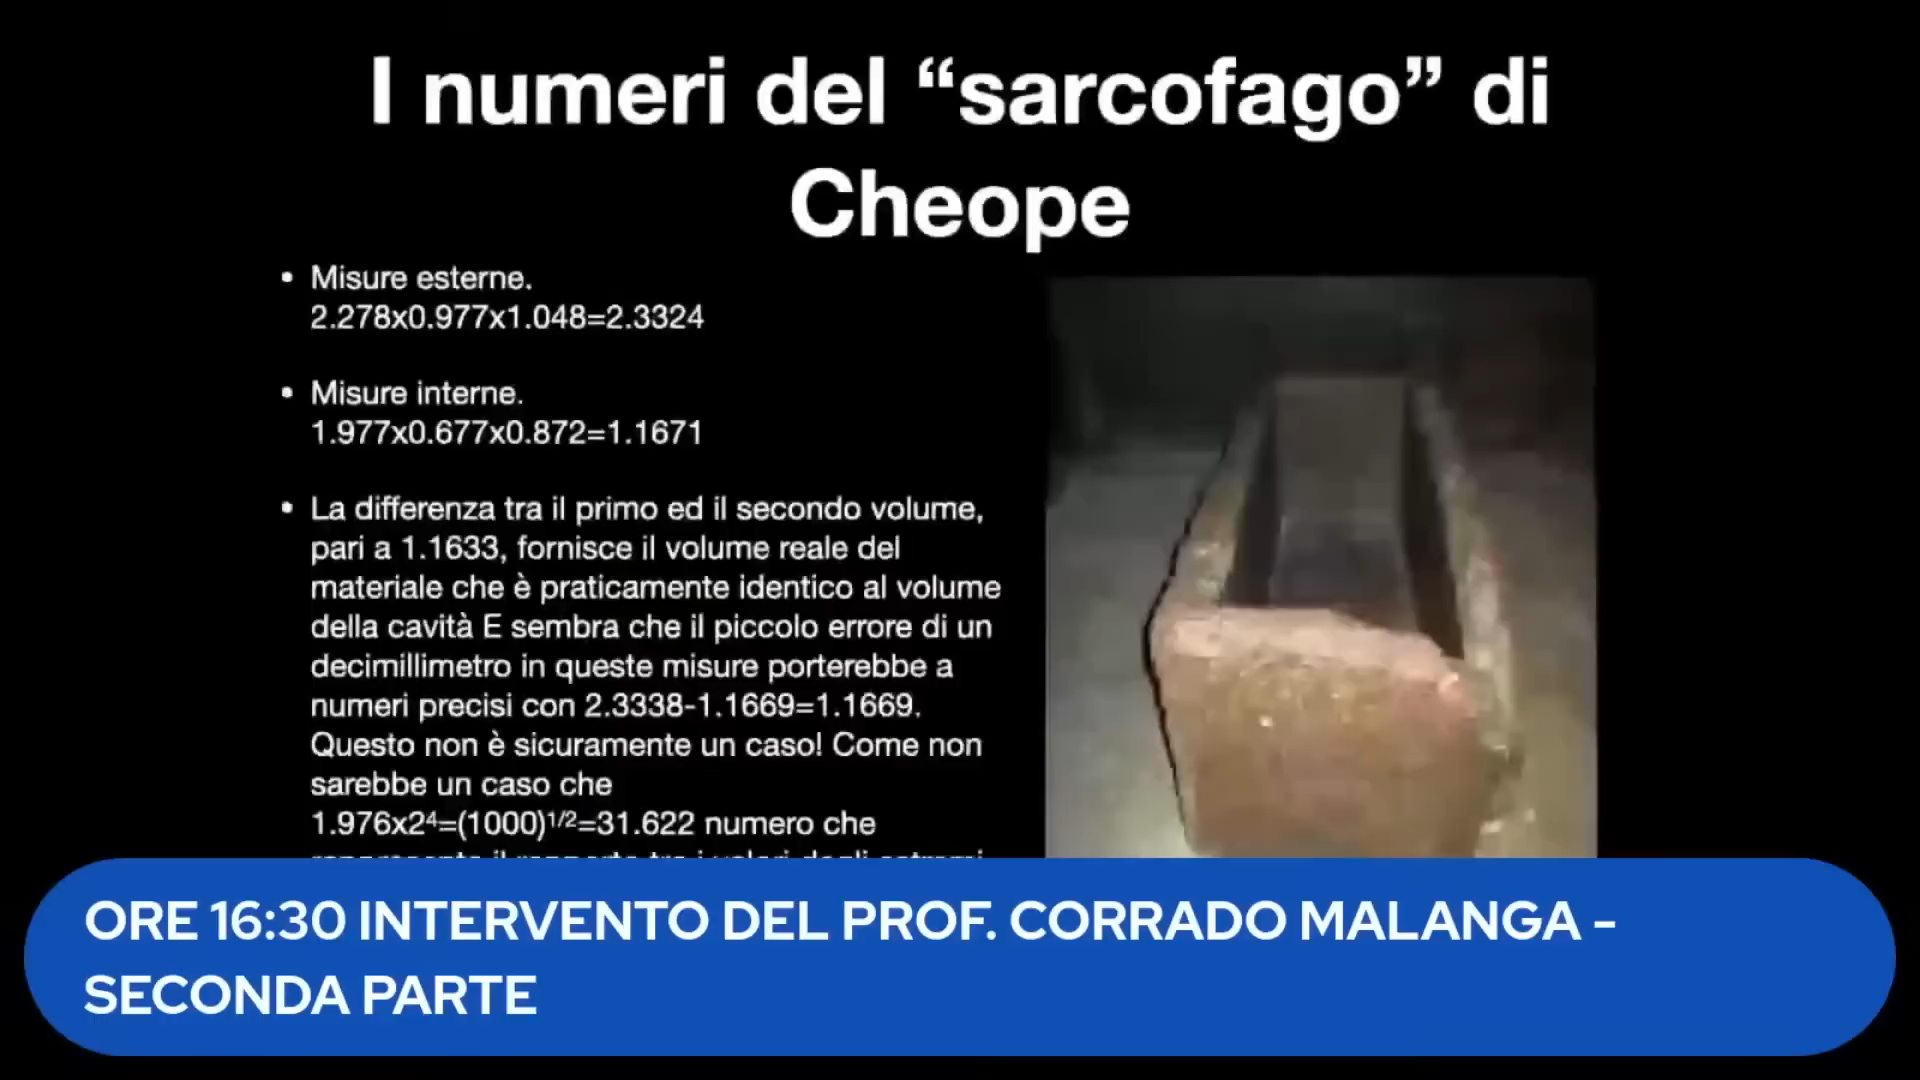 I numeri del “sarcofago” di
Cheope
• Misure esterne.
2.278x0.977x1.048=2.3324
• Misure interne.
1.977x0.677x0.872=1.1671
• La differenza tra il primo ed il secondo volume,
pari a 1.1633, fornisce il volume reale del
materiale che è praticamente identico al volume
della cavità E sembra che il piccolo errore di un
decimillimetro in queste misure porterebbe a
numeri precisi con 2.3338-1.1669=1.1669.
Questo non è sicuramente un caso! Come non
sarebbe un caso che
1.976x2⁴=(1000)¹/²=31.622 numero che
ORE 16:30 INTERVENTO DEL PROF. CORRADO MALANGA -
SECONDA PARTE